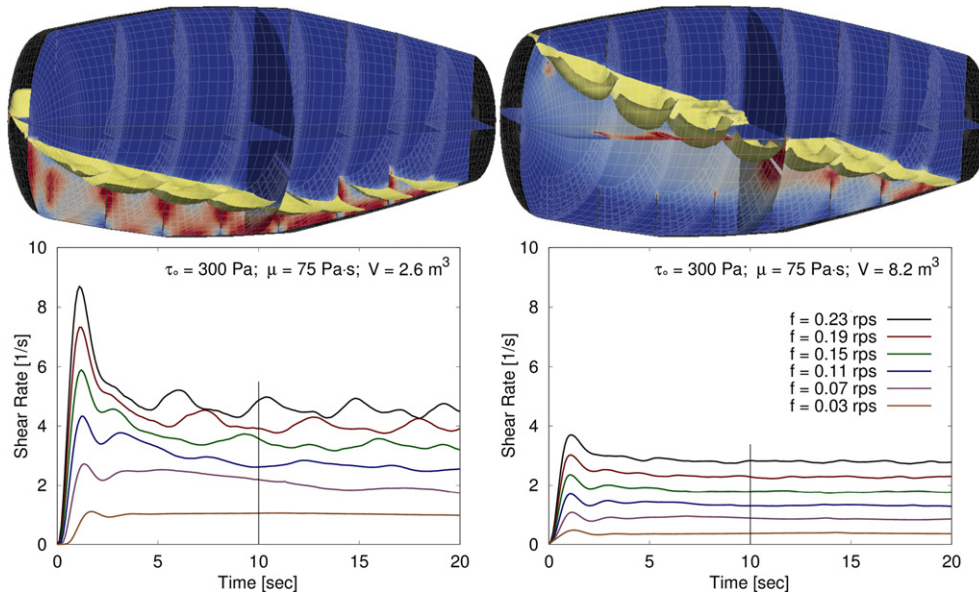 τₒ = 300 Pa; μ = 75 Pa·s; V = 2.6 m³
10
8
6
4
2
0
Shear Rate [1/s]
0 5 10 15 20
Time [sec]
τₒ = 300 Pa; μ = 75 Pa·s; V = 8.2 m³
f = 0.23 rps
f = 0.19 rps
f = 0.15 rps
f = 0.11 rps
f = 0.07 rps
f = 0.03 rps
10
8
6
4
2
0
Shear Rate [1/s]
0 5 10 15 20
Time [sec]